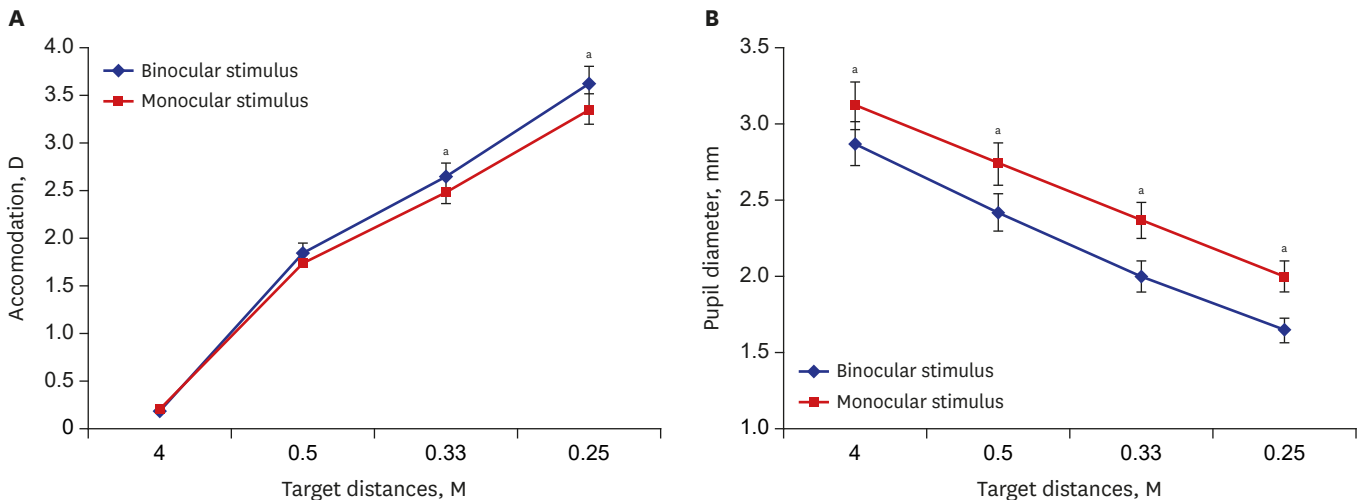 A
Accomodation, D
4.0
3.5
3.0
2.5
2.0
1.5
1.0
0.5
0
Binocular stimulus
Monocular stimulus
a
a
4 0.5 0.33 0.25
Target distances, M
B
Pupil diameter, mm
3.5
3.0
2.5
2.0
1.5
1.0
a
a
a
a
Binocular stimulus
Monocular stimulus
4 0.5 0.33 0.25
Target distances, M